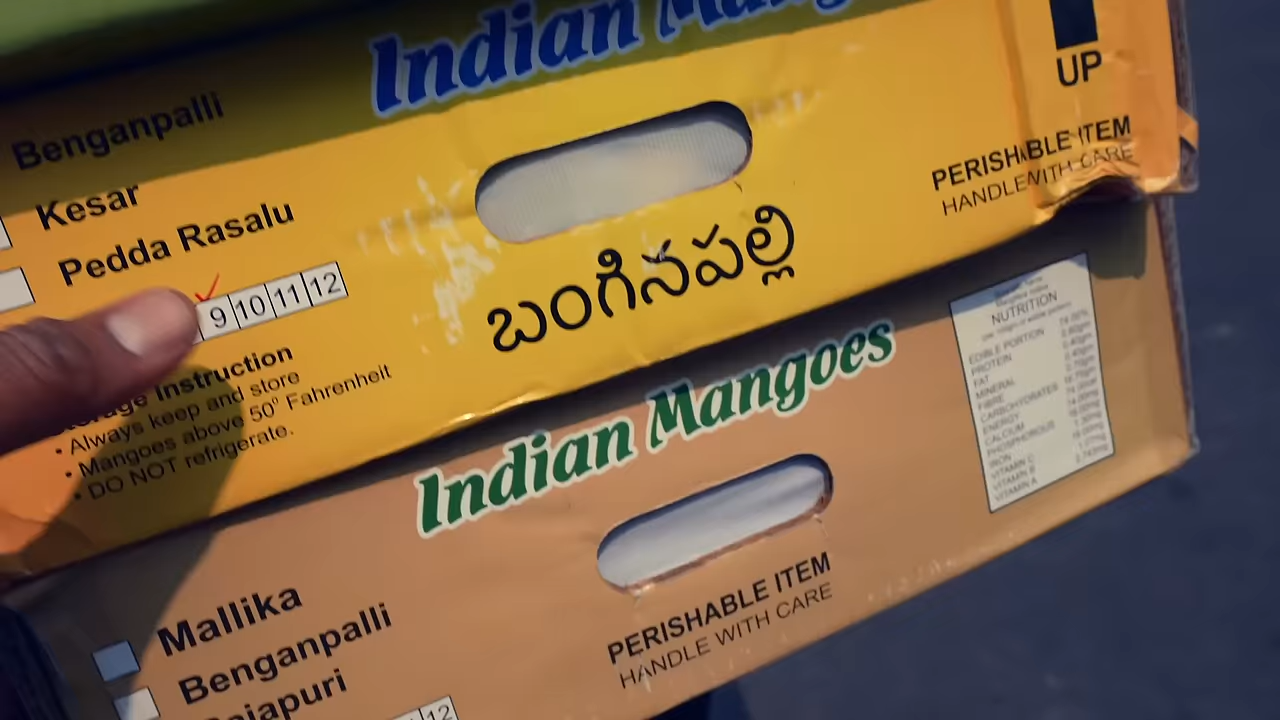 Indian Mangoes
UP
Benganpalli
Kesar
Pedda Rasalu
9 10 11 12
PERISHABLE ITEM
HANDLE WITH CARE
బంగినపల్లి
Instruction
• Always keep and store
• Mangoes above 50° Fahrenheit
• DO NOT refrigerate.
Indian Mangoes
NUTRITION
EDIBLE PORTION
PROTEIN
FAT
MINERAL
FIBRE
CARBOHYDRATES
ENERGY
CALCIUM
PHOSPHOROUS
IRON
VITAMIN C
VITAMIN B
VITAMIN A
PERISHABLE ITEM
HANDLE WITH CARE
Mallika
Benganpalli
12